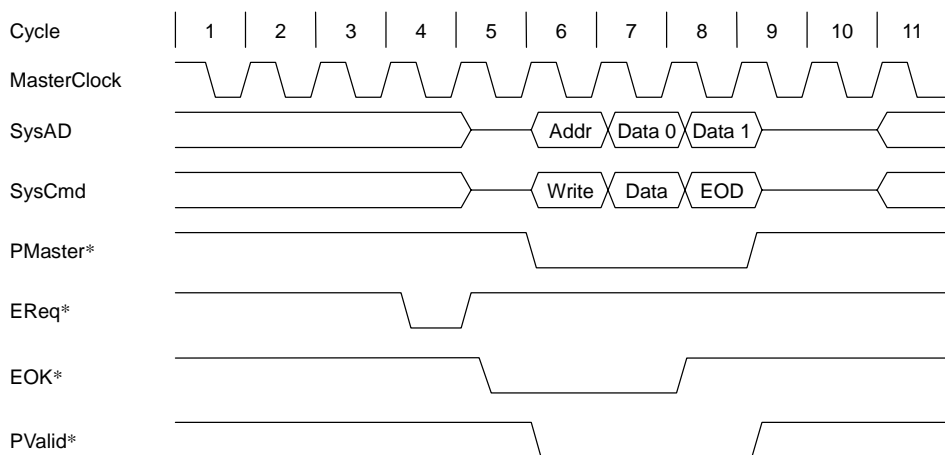 Cycle 1 2 3 4 5 6 7 8 9 10 11
MasterClock
SysAD Addr Data 0 Data 1
SysCmd Write Data EOD
PMaster*
EReq*
EOK*
PValid*